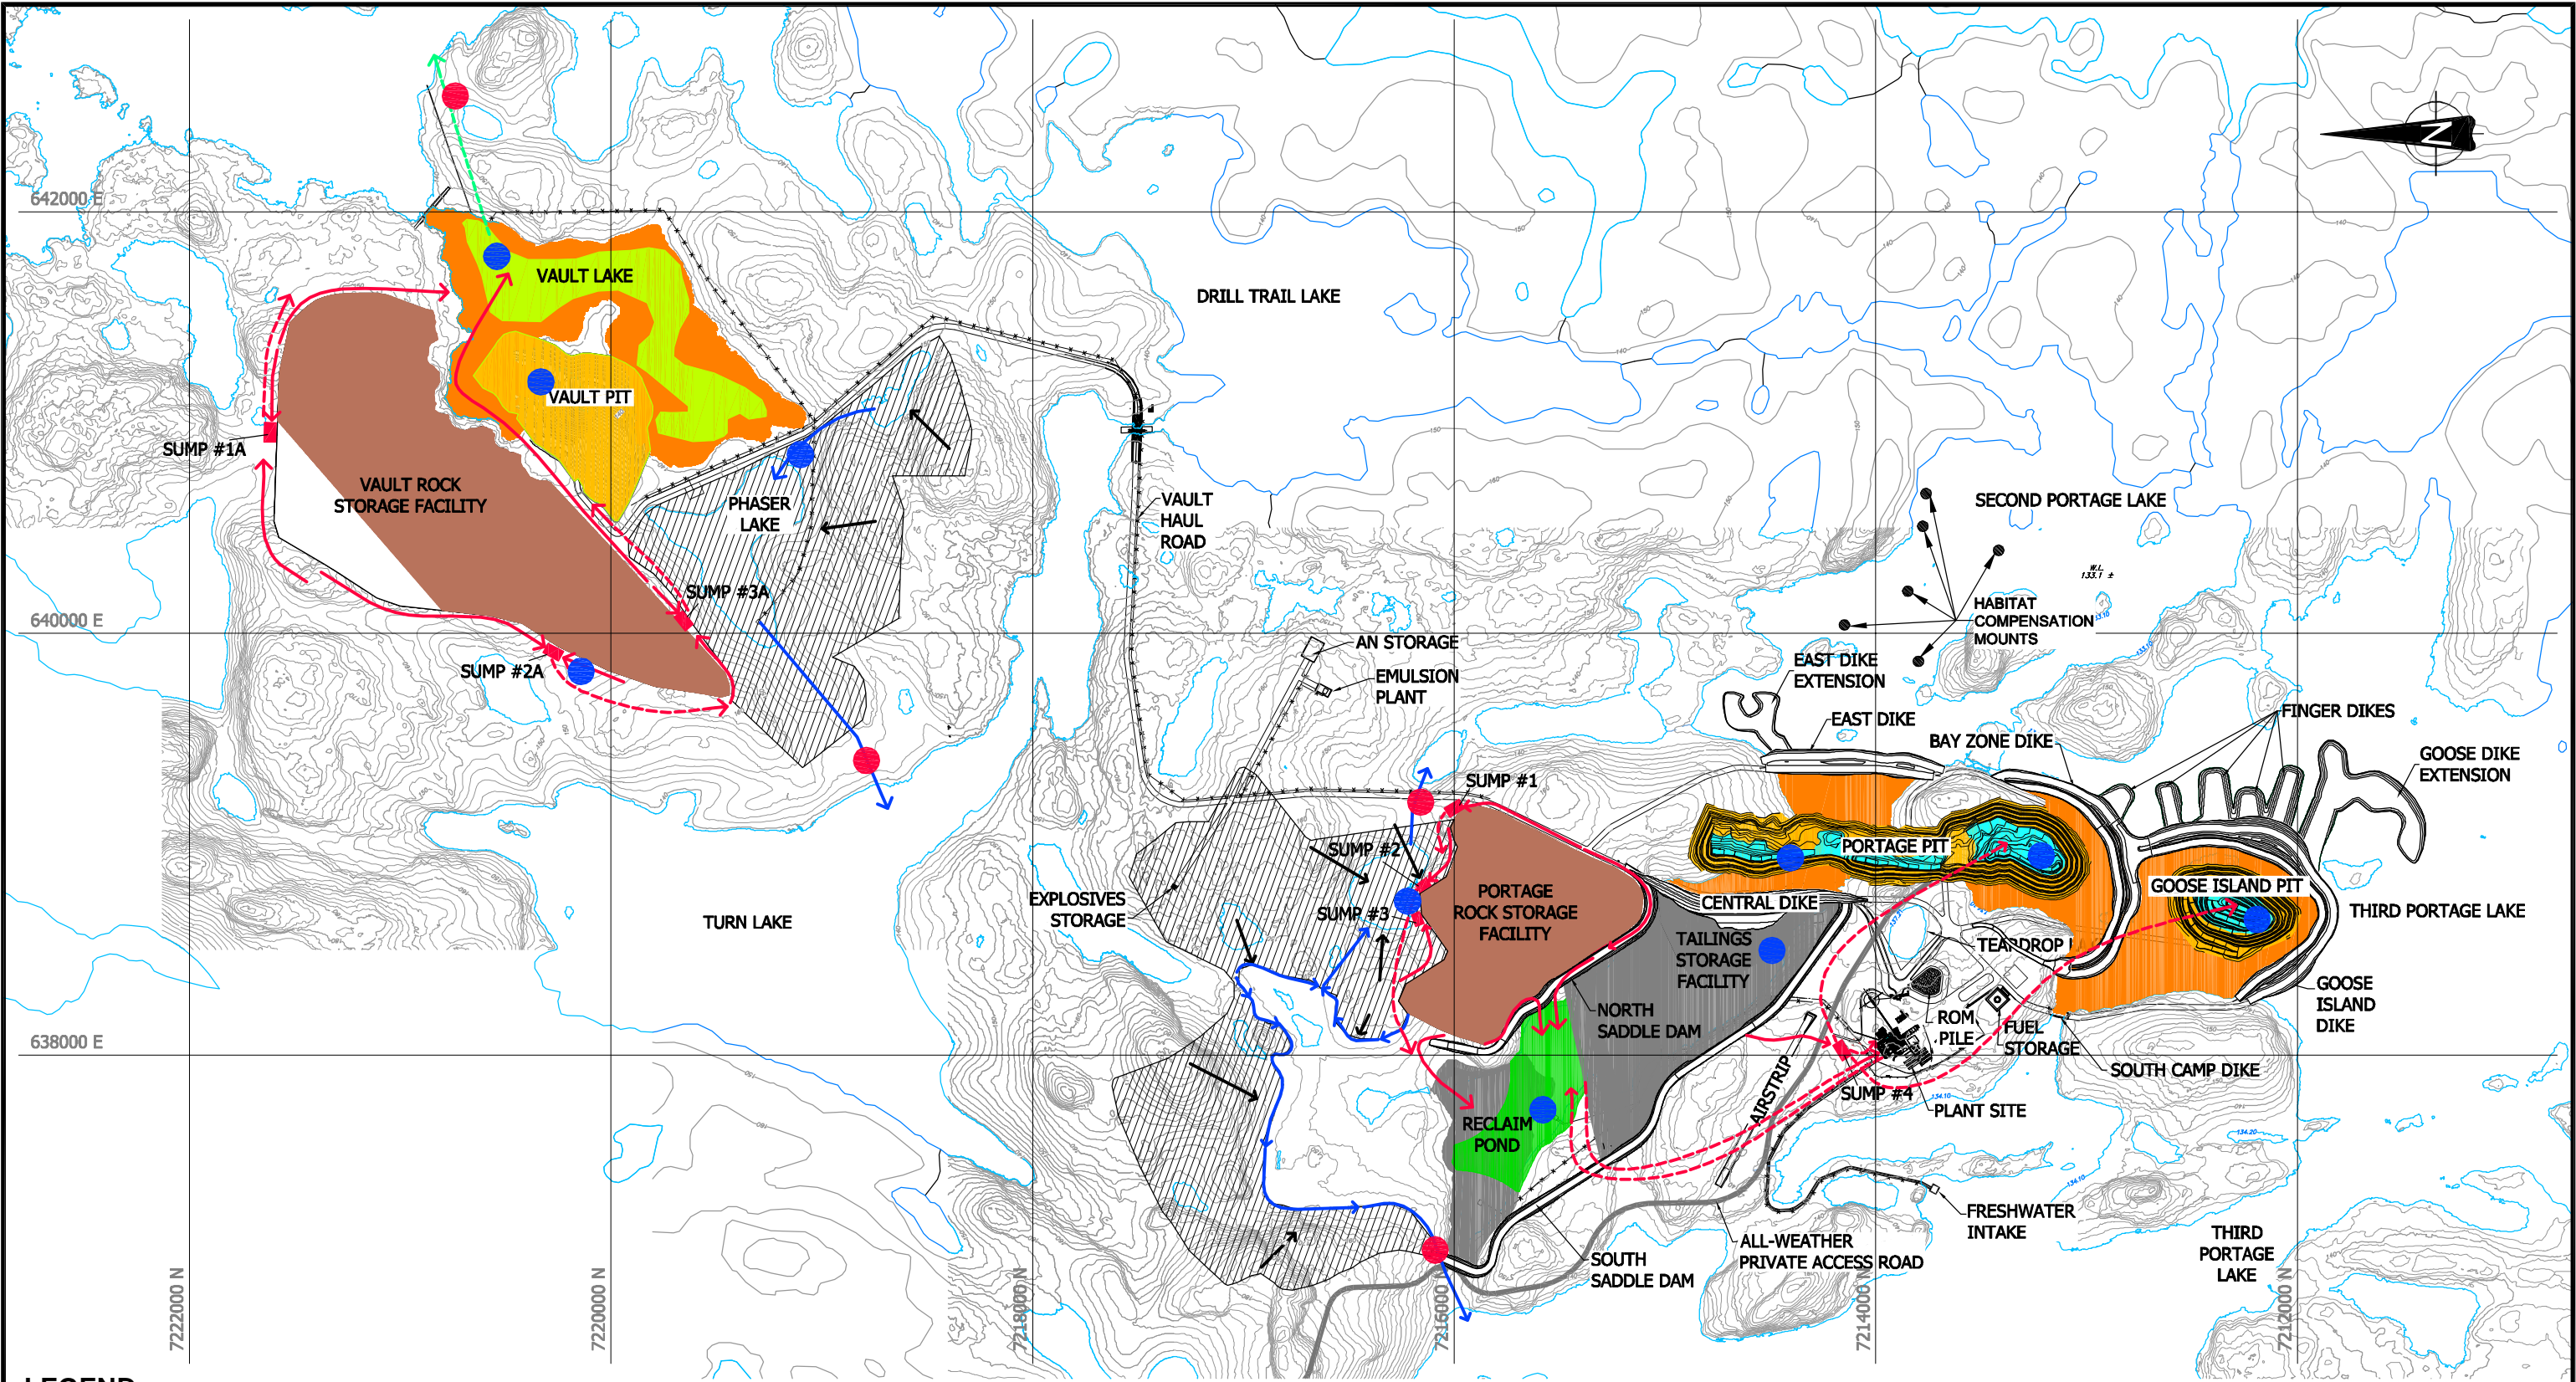 N
642000 E
VAULT LAKE
DRILL TRAIL LAKE
VAULT PIT
SUMP #1A
VAULT ROCK
STORAGE FACILITY
PHASER
LAKE
VAULT
HAUL
ROAD
SECOND PORTAGE LAKE
W.L.
133.1 ±
SUMP #3A
HABITAT
COMPENSATION
MOUNTS
640000 E
SUMP #2A
AN STORAGE
EMULSION
PLANT
EAST DIKE
EXTENSION
EAST DIKE
BAY ZONE DIKE
FINGER DIKES
GOOSE DIKE
EXTENSION
SUMP #1
SUMP #2
PORTAGE PIT
EXPLOSIVES
STORAGE
SUMP #3
PORTAGE
ROCK STORAGE
FACILITY
CENTRAL DIKE
GOOSE ISLAND PIT
THIRD PORTAGE LAKE
TURN LAKE
TAILINGS
STORAGE
FACILITY
TEARDROP
GOOSE
ISLAND
DIKE
NORTH
SADDLE DAM
ROM
PILE
FUEL
STORAGE
638000 E
SOUTH CAMP DIKE
AIRSTRIP
SUMP #4
PLANT SITE
RECLAIM
POND
FRESHWATER
INTAKE
ALL-WEATHER
PRIVATE ACCESS ROAD
SOUTH
SADDLE DAM
THIRD
PORTAGE
LAKE
7222000 N
7220000 N
7218000 N
7216000 N
7214000 N
7212000 N
LEGEND